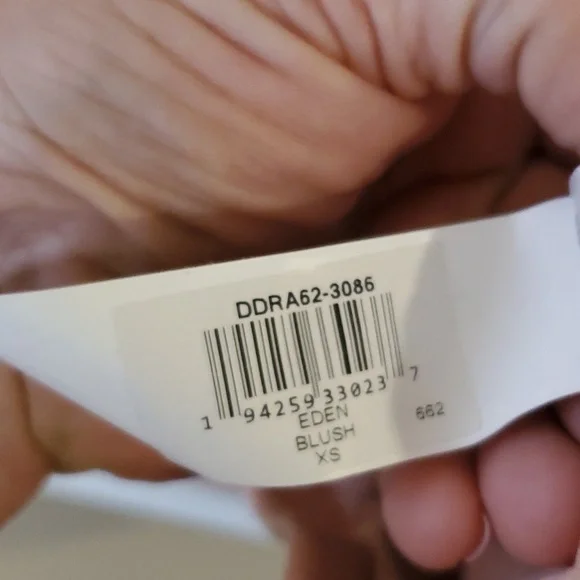 DDRA62-3086
1 94259 33023 7
EDEN 662
BLUSH
XS